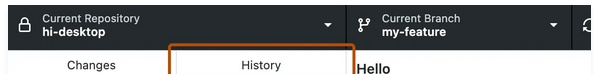 Current Repository
hi-desktop
Current Branch
my-feature
Changes
History
Hello